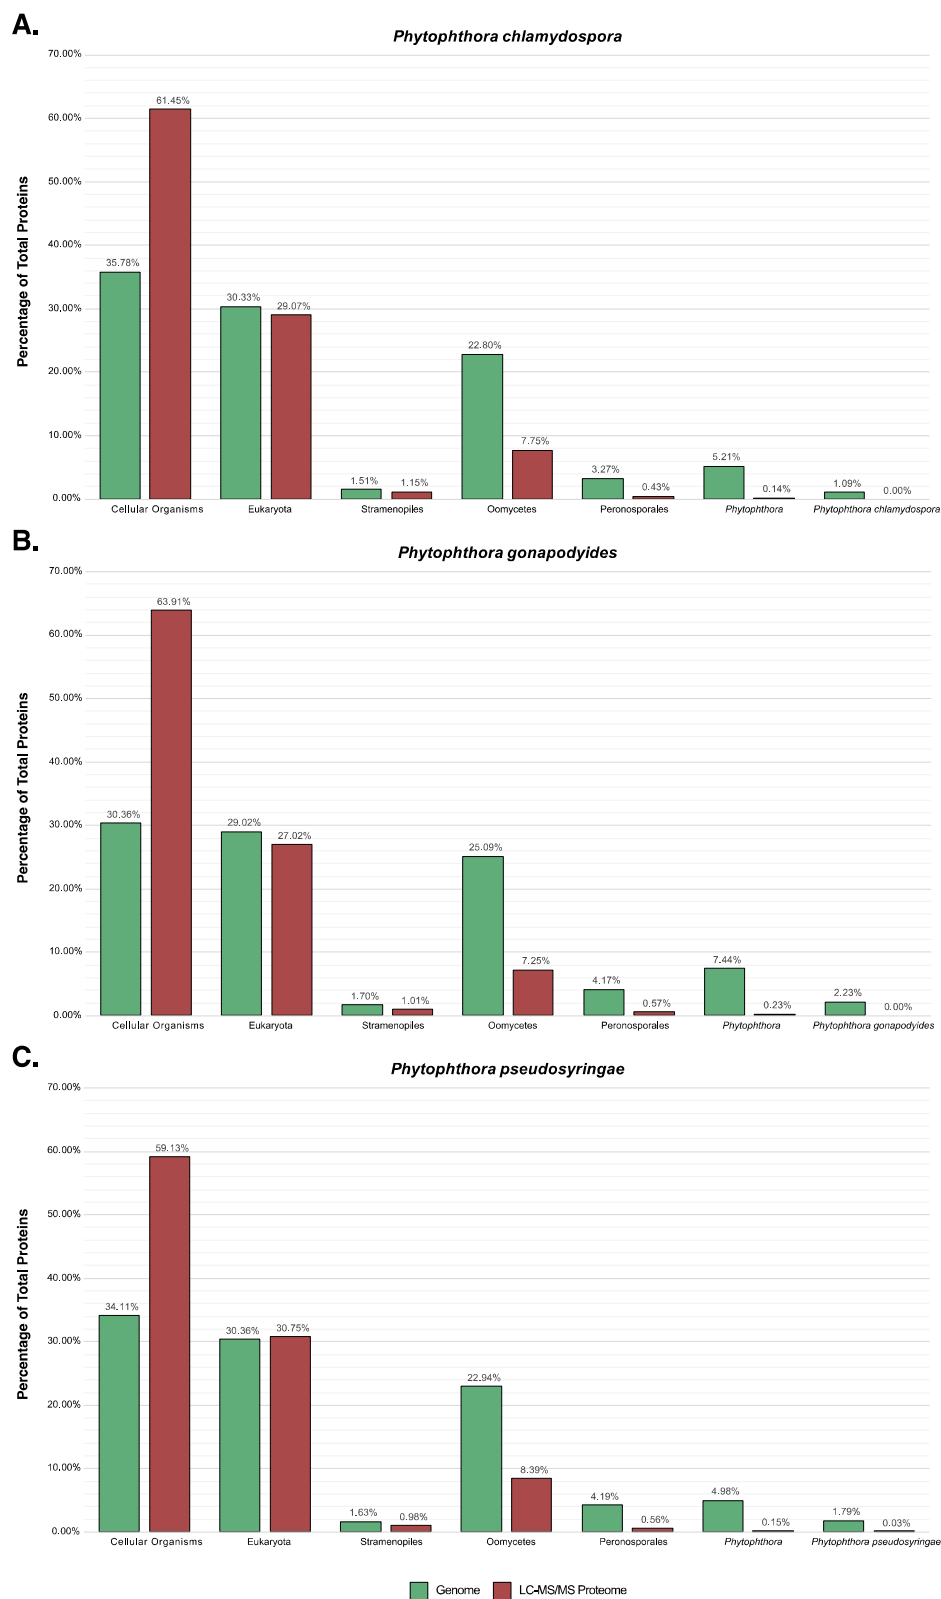 A.
Phytophthora chlamydospora
Percentage of Total Proteins
70.00%
60.00%
50.00%
40.00%
30.00%
20.00%
10.00%
0.00%
35.78% 61.45% 30.33% 29.07% 1.51% 1.15% 22.80% 7.75% 3.27% 0.43% 5.21% 0.14% 1.09% 0.00%
Cellular Organisms Eukaryota Stramenopiles Oomycetes Peronosporales Phytophthora Phytophthora chlamydospora
B.
Phytophthora gonapodyides
Percentage of Total Proteins
70.00%
60.00%
50.00%
40.00%
30.00%
20.00%
10.00%
0.00%
30.36% 63.91% 29.02% 27.02% 1.70% 1.01% 25.09% 7.25% 4.17% 0.57% 7.44% 0.23% 2.23% 0.00%
Cellular Organisms Eukaryota Stramenopiles Oomycetes Peronosporales Phytophthora Phytophthora gonapodyides
C.
Phytophthora pseudosyringae
Percentage of Total Proteins
70.00%
60.00%
50.00%
40.00%
30.00%
20.00%
10.00%
0.00%
34.11% 59.13% 30.36% 30.75% 1.63% 0.98% 22.94% 8.39% 4.19% 0.56% 4.98% 0.15% 1.79% 0.03%
Cellular Organisms Eukaryota Stramenopiles Oomycetes Peronosporales Phytophthora Phytophthora pseudosyringae
Genome LC-MS/MS Proteome